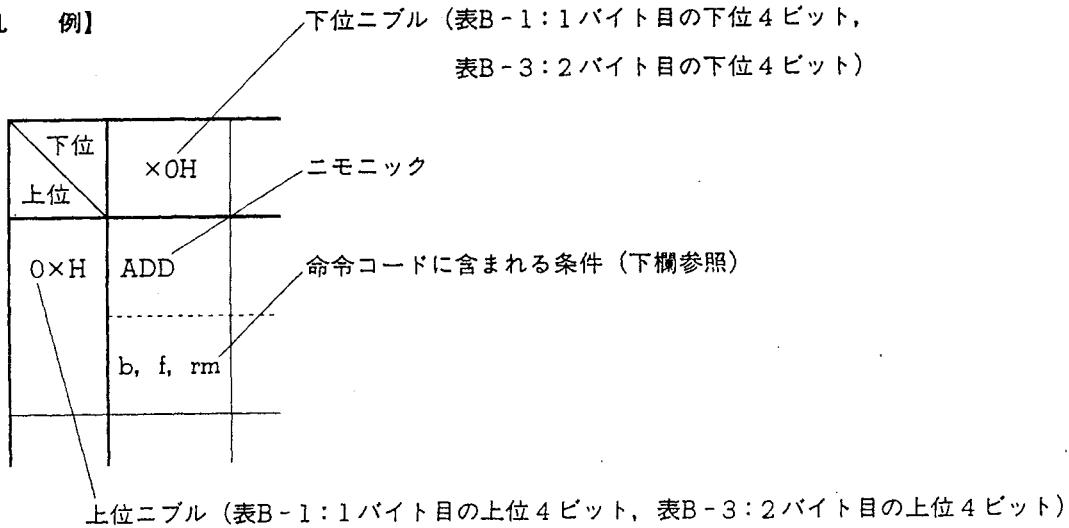 例】
下位ニブル（表B-1：1バイト目の下位4ビット，
表B-3：2バイト目の下位4ビット）
下位
上位
×0H
ニモニック
0×H
ADD
命令コードに含まれる条件（下欄参照）
b, f, rm
上位ニブル（表B-1：1バイト目の上位4ビット，表B-3：2バイト目の上位4ビット）